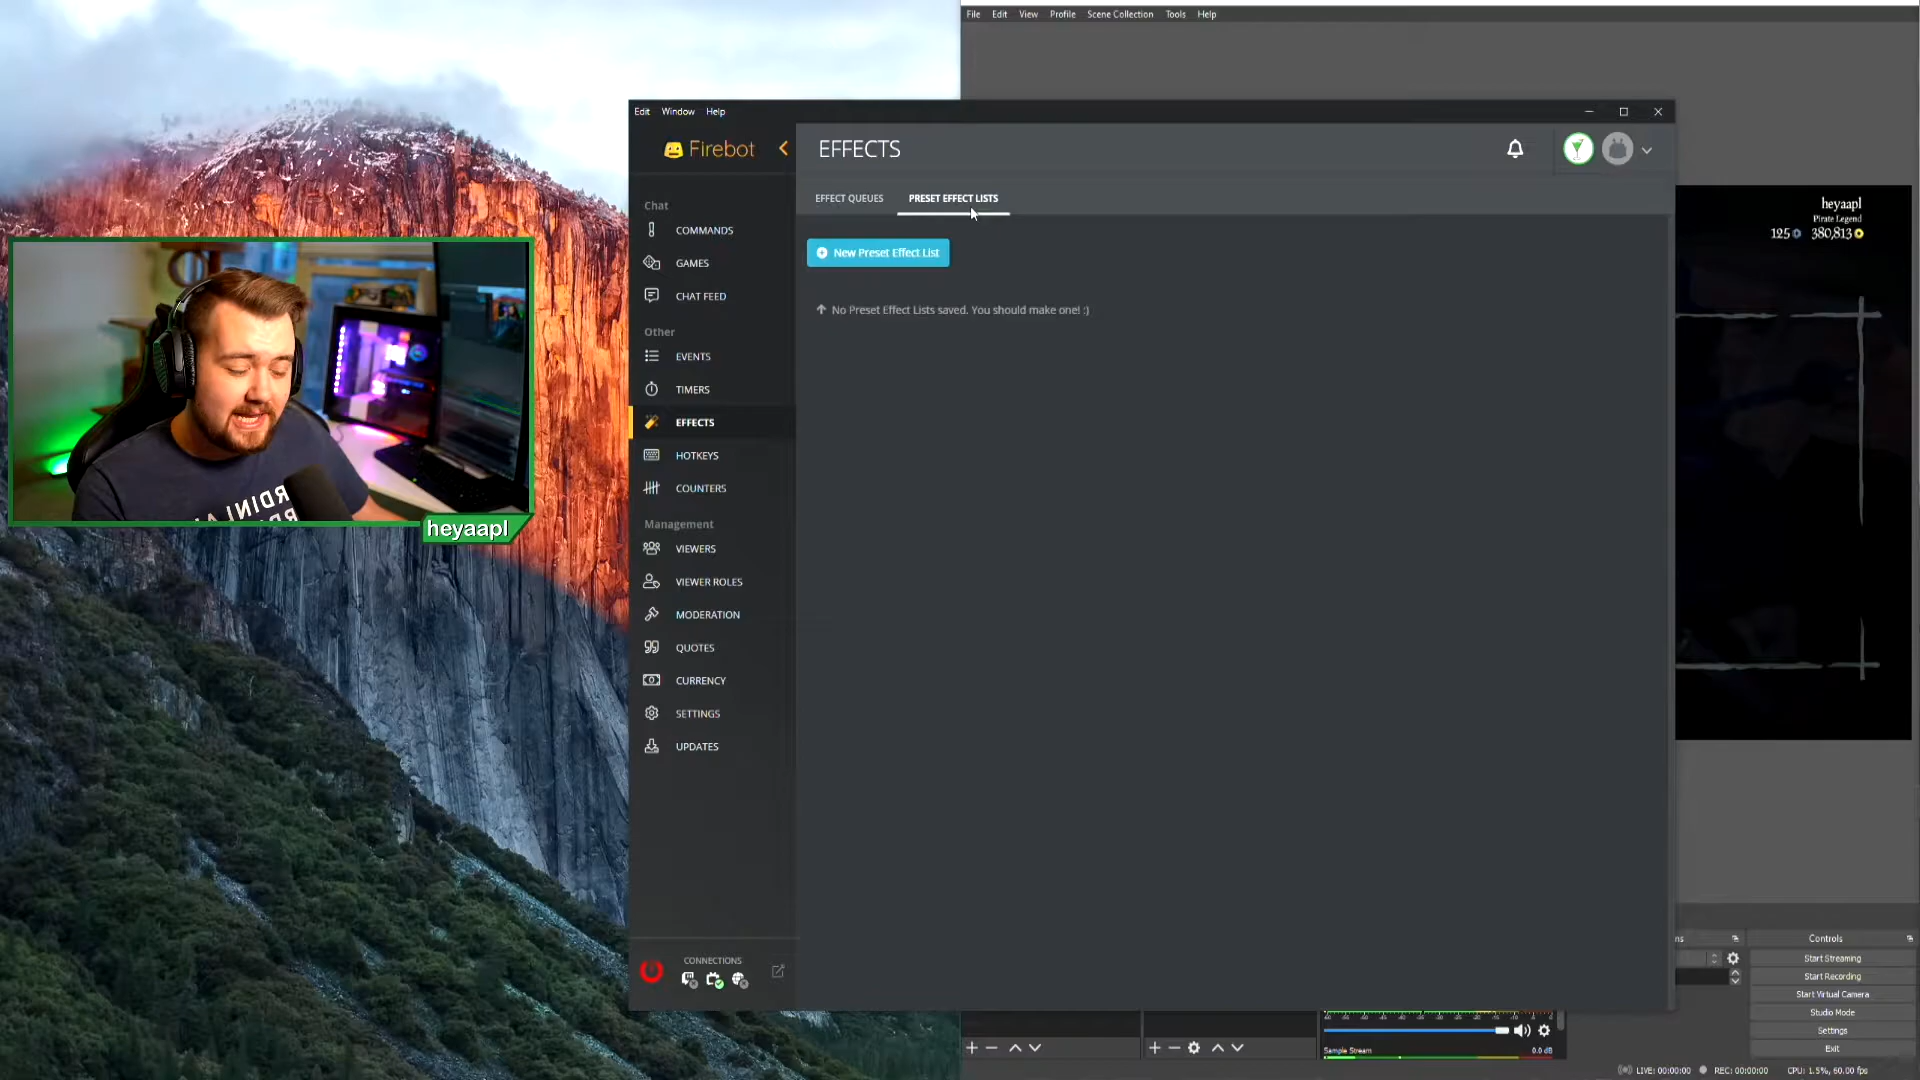 File Edit View Profile Scene Collection Tools Help
Edit Window Help
Firebot
EFFECTS
EFFECT QUEUES
PRESET EFFECT LISTS
New Preset Effect List
No Preset Effect Lists saved. You should make one! :)
Chat
COMMANDS
GAMES
CHAT FEED
Other
EVENTS
TIMERS
EFFECTS
HOTKEYS
COUNTERS
Management
VIEWERS
VIEWER ROLES
MODERATION
QUOTES
CURRENCY
SETTINGS
UPDATES
CONNECTIONS
heyaapl
heyaapl
Pirate Legend
125 380,813
Controls
Start Streaming
Start Recording
Start Virtual Camera
Studio Mode
Settings
Exit
Sample Stream 0.0 dB
LIVE: 00:00:00 REC: 00:00:00 CPU: 1.5%, 60.00 fps